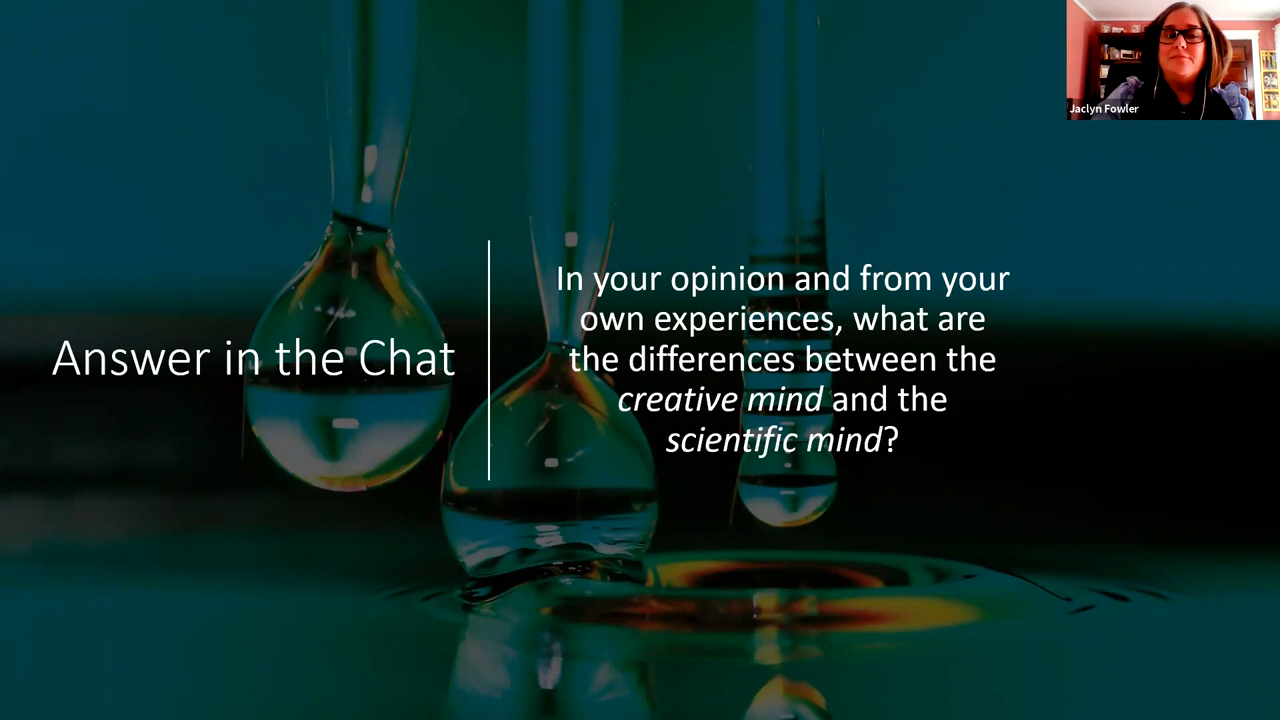 Jaclyn Fowler
Answer in the Chat
In your opinion and from your
own experiences, what are
the differences between the
creative mind and the
scientific mind?